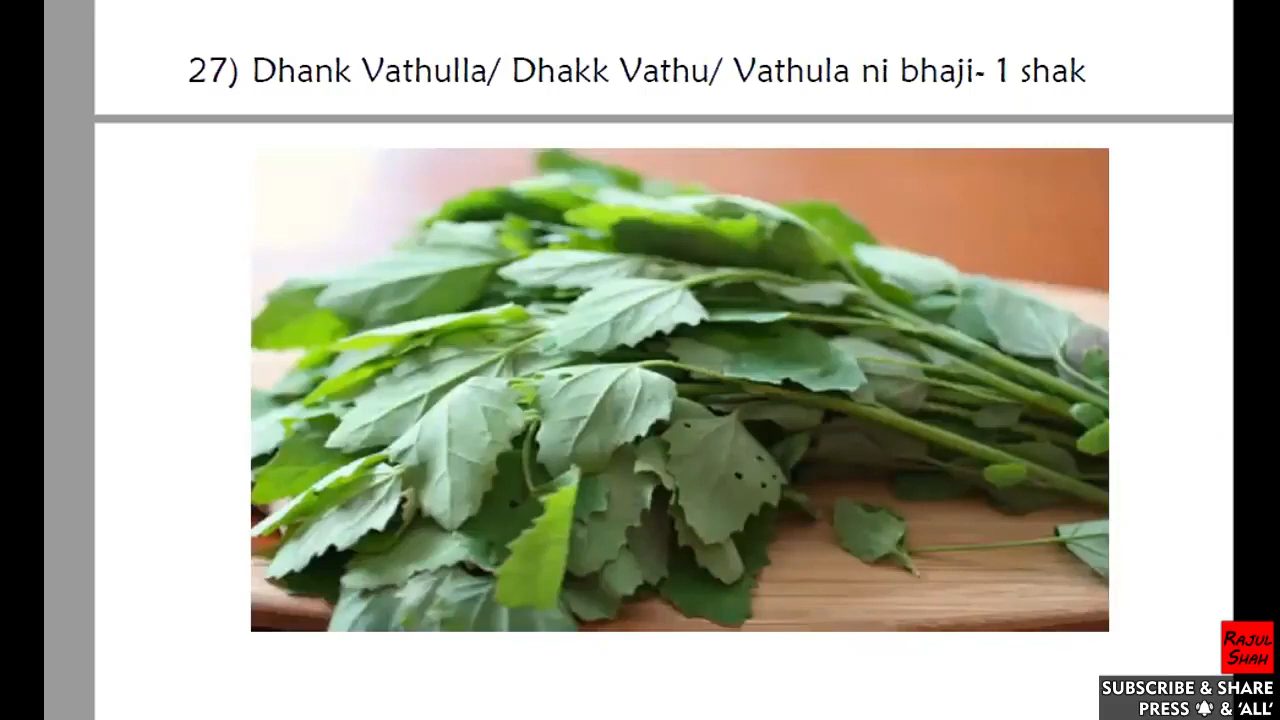 27) Dhank Vathulla/ Dhakk Vathu/ Vathula ni bhaji- 1 shak
RAJUL
SHAH
SUBSCRIBE & SHARE
PRESS 🔔 & 'ALL'